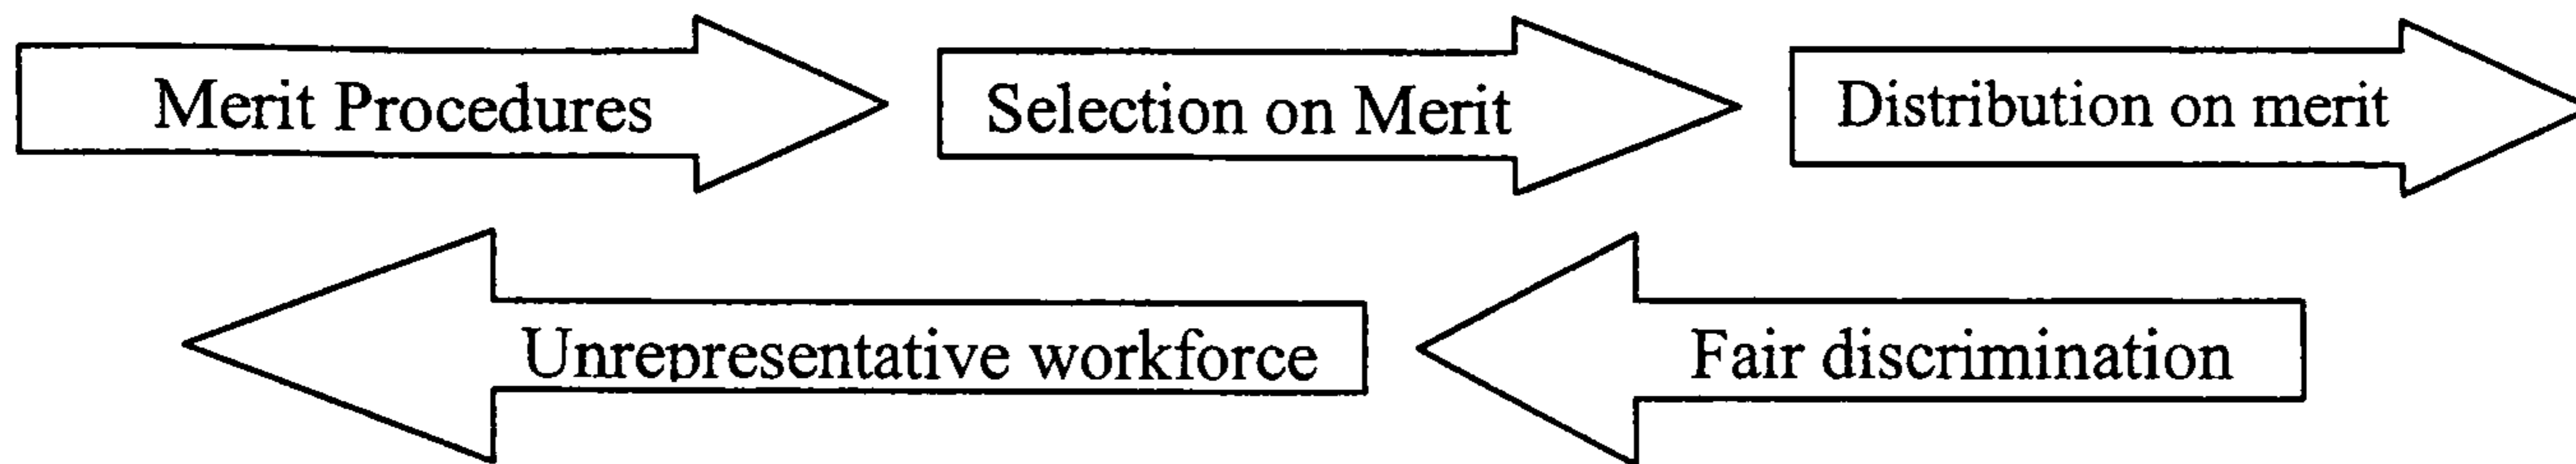 Merit Procedures
Selection on Merit
Distribution on merit
Unrepresentative workforce
Fair discrimination